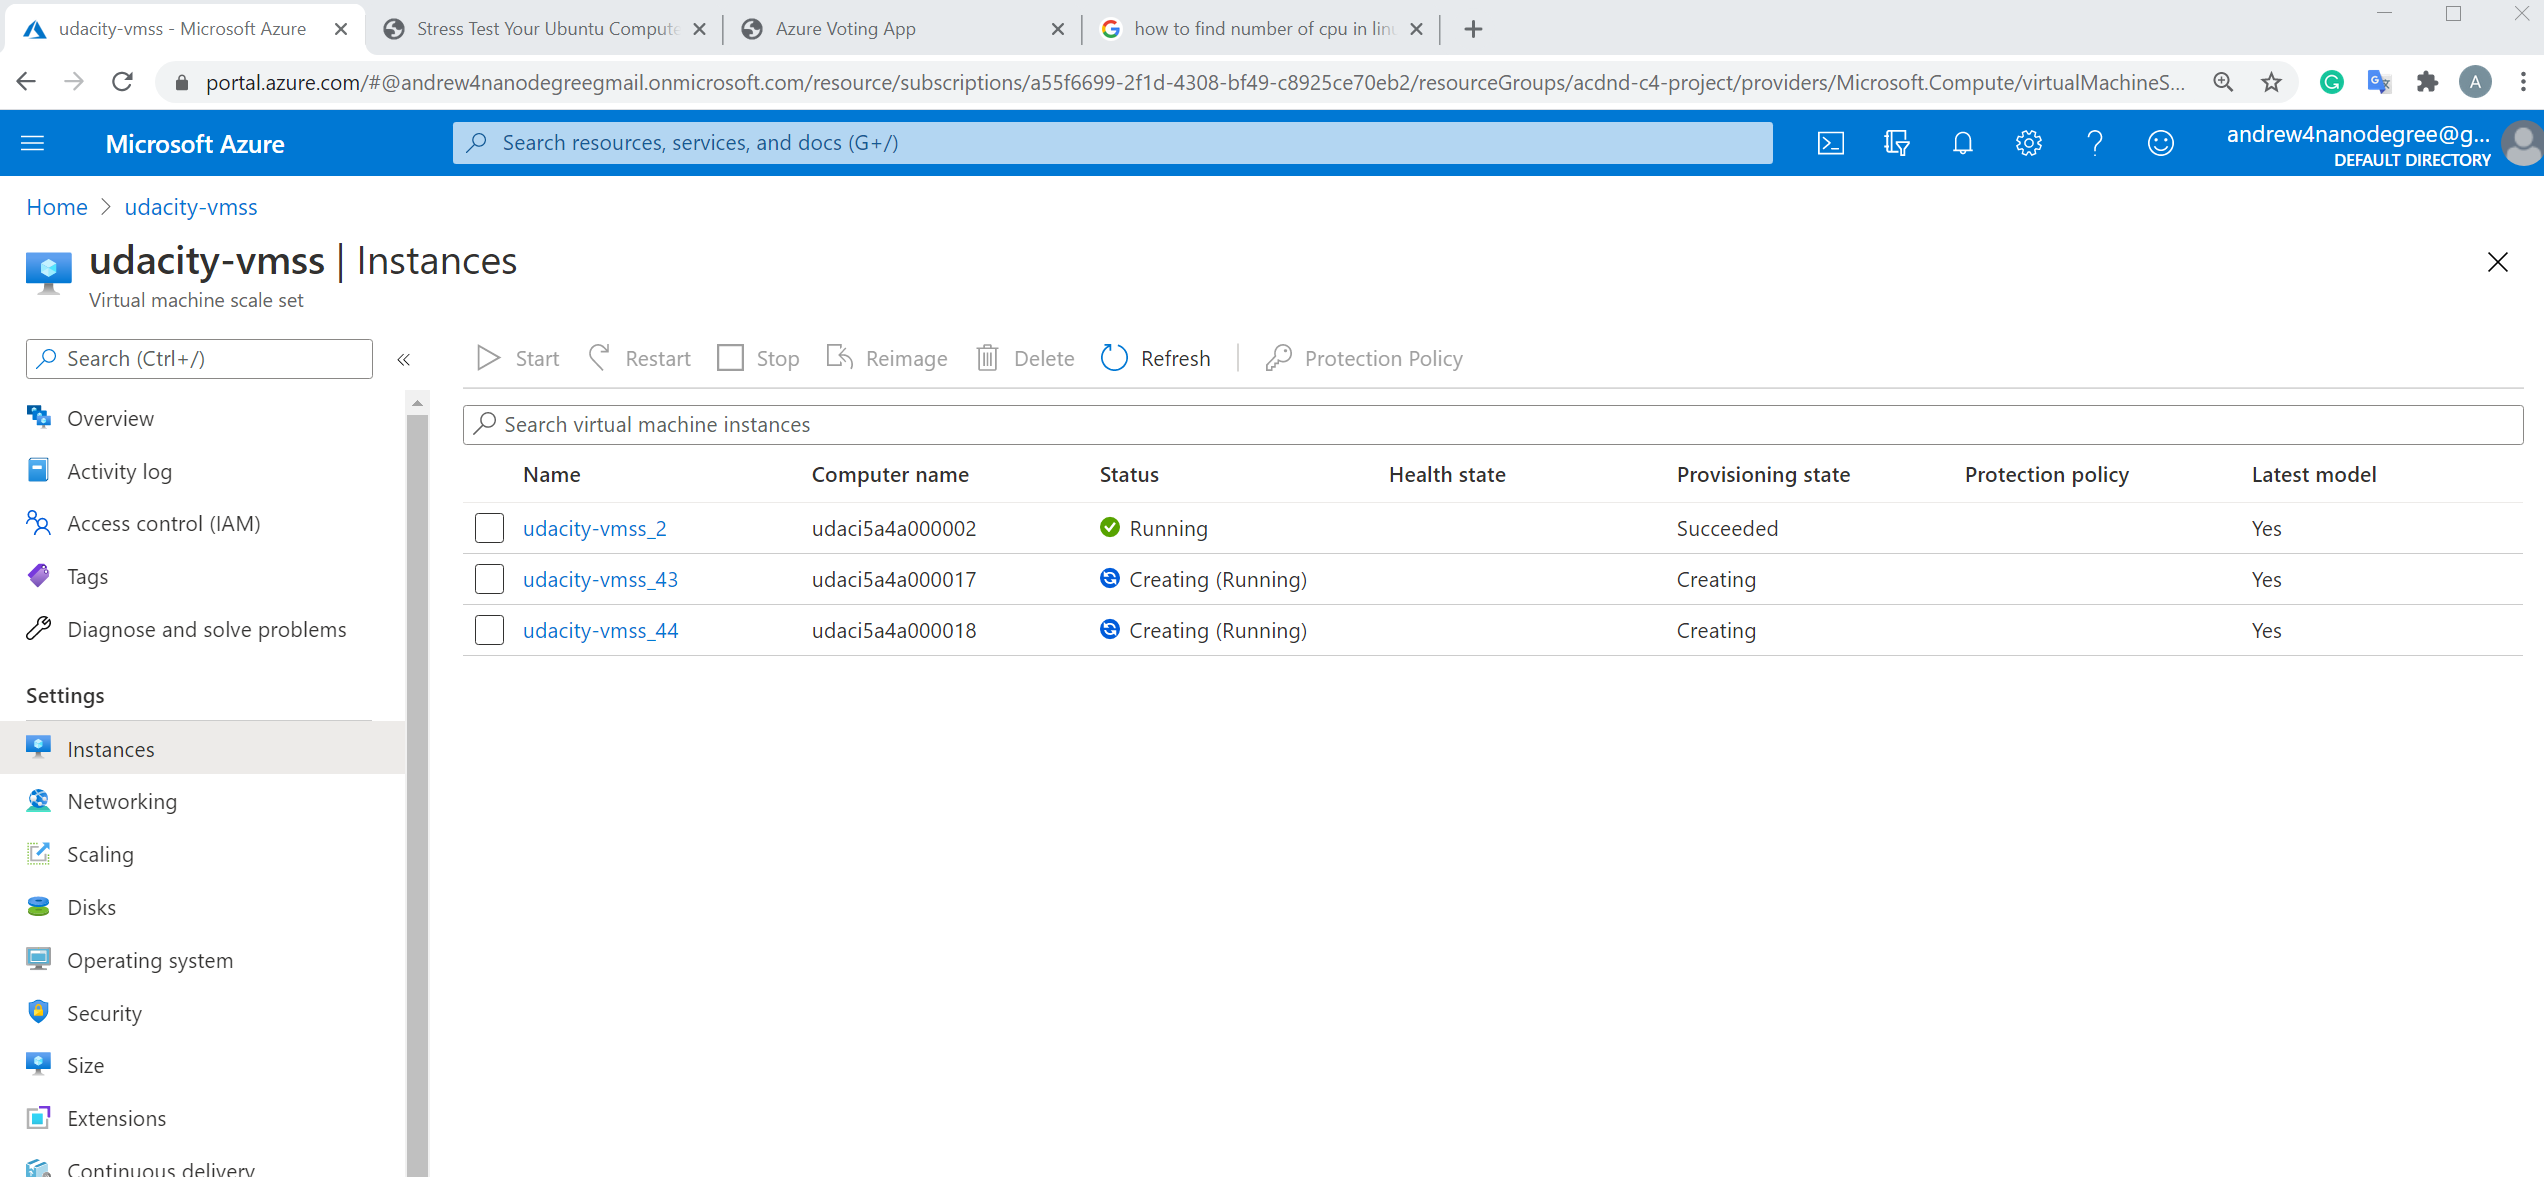 udacity-vmss - Microsoft Azure
Stress Test Your Ubuntu Compute
Azure Voting App
how to find number of cpu in linu
portal.azure.com/#@andrew4nanodegreegmail.onmicrosoft.com/resource/subscriptions/a55f6699-2f1d-4308-bf49-c8925ce70eb2/resourceGroups/acdnd-c4-project/providers/Microsoft.Compute/virtualMachineS...
A
Microsoft Azure
Search resources, services, and docs (G+/)
andrew4nanodegree@g...
DEFAULT DIRECTORY
Home > udacity-vmss
udacity-vmss | Instances
Virtual machine scale set
Search (Ctrl+/)
«
Start Restart Stop Reimage Delete Refresh Protection Policy
Search virtual machine instances
Name Computer name Status Health state Provisioning state Protection policy Latest model
udacity-vmss_2 udaci5a4a000002 Running Succeeded Yes
udacity-vmss_43 udaci5a4a000017 Creating (Running) Creating Yes
udacity-vmss_44 udaci5a4a000018 Creating (Running) Creating Yes
Overview
Activity log
Access control (IAM)
Tags
Diagnose and solve problems
Settings
Instances
Networking
Scaling
Disks
Operating system
Security
Size
Extensions
Continuous delivery